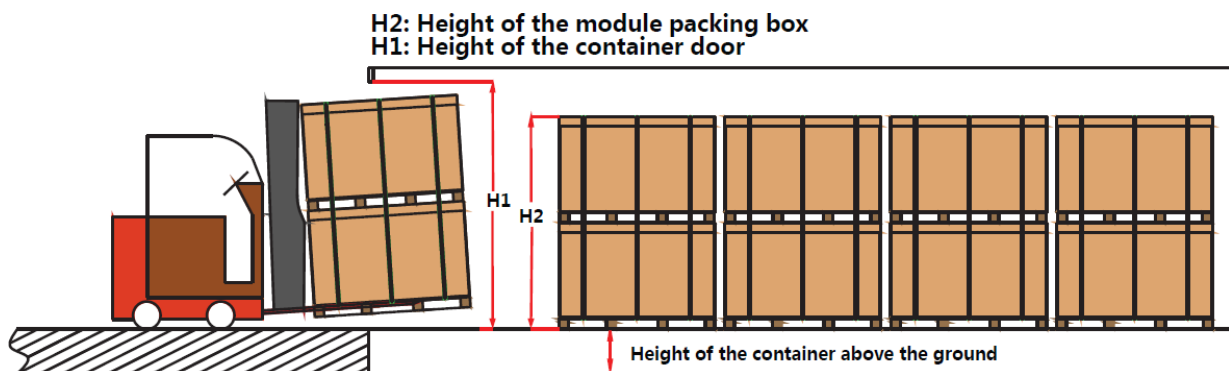 H2: Height of the module packing box
H1: Height of the container door
H1
H2
Height of the container above the ground